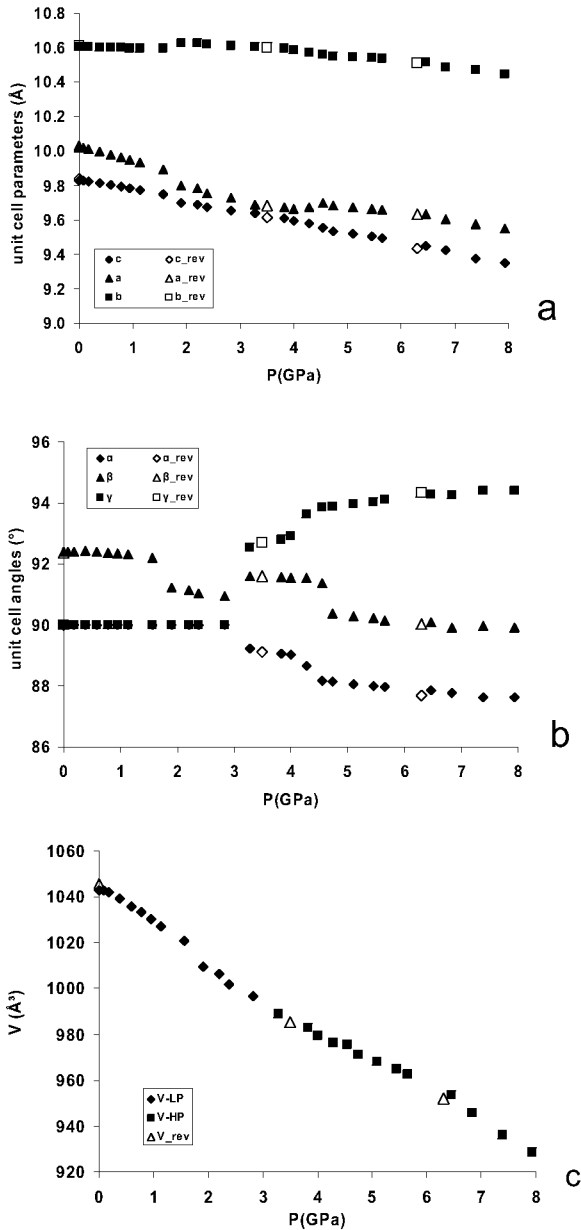 10.8
10.6
10.4
10.2
10.0
9.8
9.6
9.4
9.2
9.0
unit cell parameters (Å)
c c_rev
a a_rev
b b_rev
0 1 2 3 4 5 6 7 8
P(GPa)
a
96
94
92
90
88
86
unit cell angles (°)
α α_rev
β β_rev
γ γ_rev
0 1 2 3 4 5 6 7 8
P(GPa)
b
1060
1040
1020
1000
980
960
940
920
V (Å³)
V-LP
V-HP
V_rev
0 1 2 3 4 5 6 7 8
P(GPa)
c